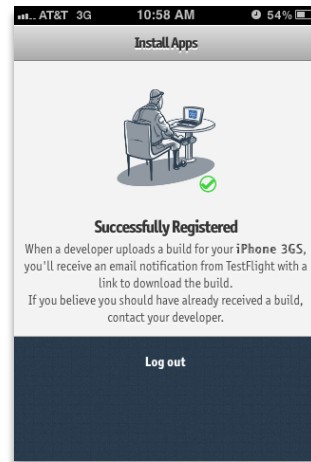 AT&T 3G 10:58 AM 54%
Install Apps
Successfully Registered
When a developer uploads a build for your iPhone 3GS,
you'll receive an email notification from TestFlight with a
link to download the build.
If you believe you should have already received a build,
contact your developer.
Log out